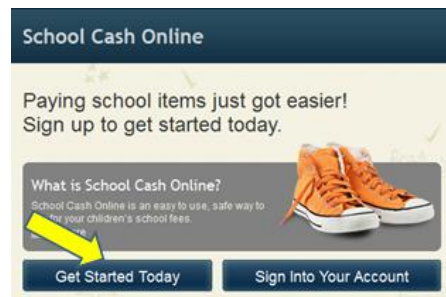 School Cash Online
Paying school items just got easier!
Sign up to get started today.
What is School Cash Online?
School Cash Online is an easy to use, safe way to
for your children's school fees.
Get Started Today
Sign Into Your Account